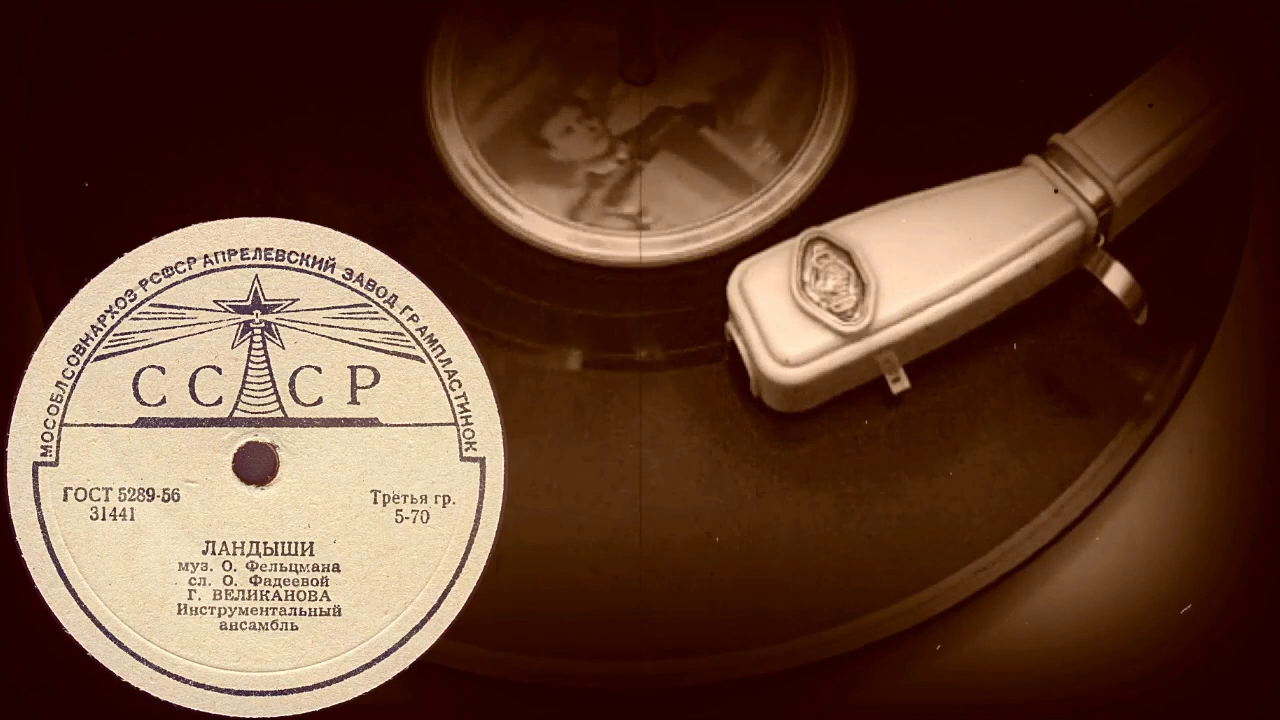 МОСОБЛСОВНАРХОЗ РСФСР АПРЕЛЕВСКИЙ ЗАВОД ГРАМПЛАСТИНОК
СССР
ГОСТ 5289-56
31441
Третья гр.
5-70
ЛАНДЫШИ
муз. О. Фельцмана
сл. О. Фадеевой
Г. ВЕЛИКАНОВА
Инструментальный
ансамбль